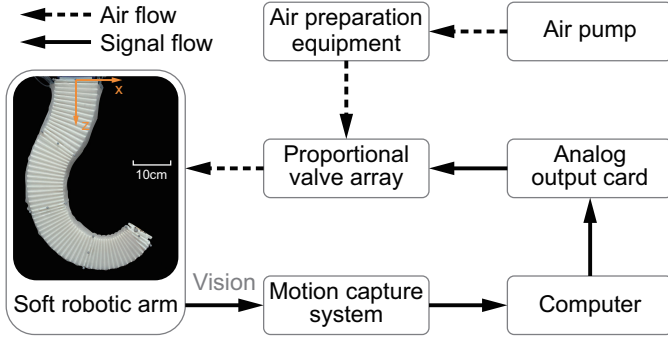 Air flow
Signal flow
Air preparation
equipment
Air pump
x
z
10cm
Proportional
valve array
Analog
output card
Vision
Soft robotic arm
Motion capture
system
Computer